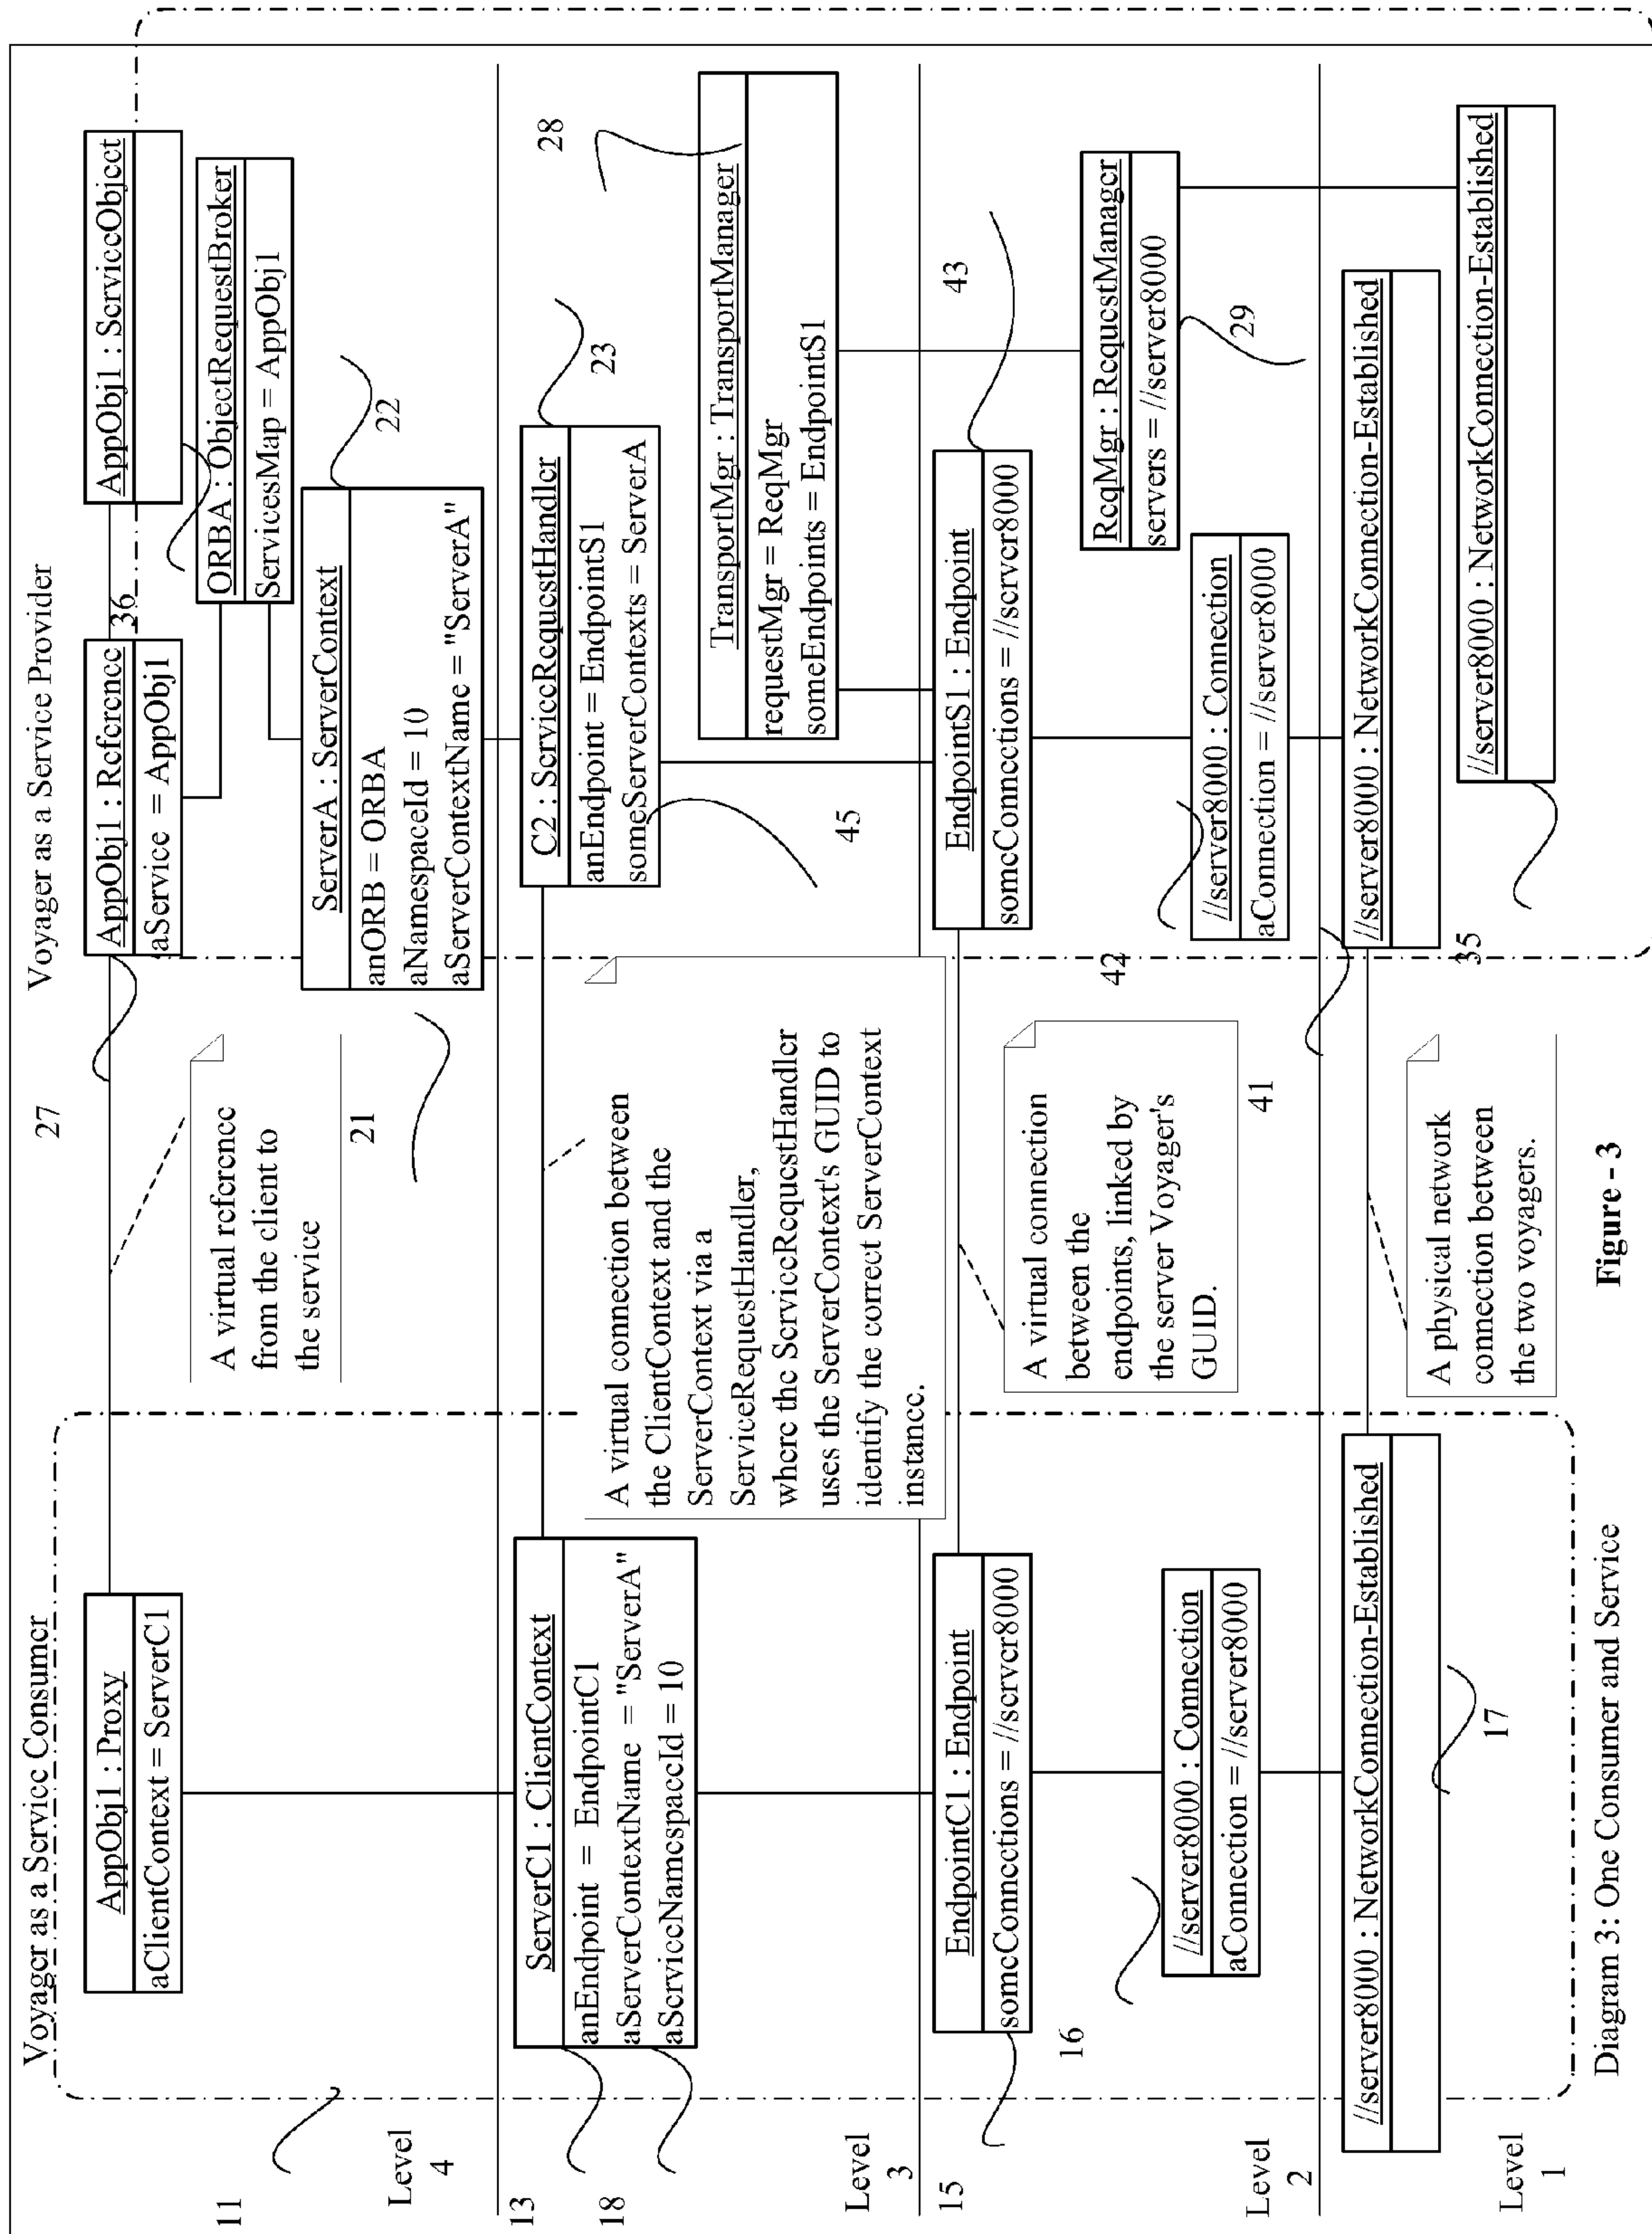 Voyager as a Service Consumer
Voyager as a Service Provider
11
27
AppObj1 : Proxy
aClientContext = ServerC1
A virtual reference
from the client to
the service
AppObj1 : Reference
aService = AppObj1
36
AppObj1 : ServiceObject
ORBA : ObjectRequestBroker
ServicesMap = AppObj1
21
ServerA : ServerContext
anORB = ORBA
aNamespaceId = 10
aServerContextName = "ServerA"
22
Level
4
13
18
ServerC1 : ClientContext
anEndpoint = EndpointC1
aServerContextName = "ServerA"
aServiceNamespaceId = 10
A virtual connection between
the ClientContext and the
ServerContext via a
ServiceRequestHandler,
where the ServiceRequestHandler
uses the ServerContext's GUID to
identify the correct ServerContext
instance.
C2 : ServiceRequestHandler
anEndpoint = EndpointS1
someServerContexts = ServerA
23
28
TransportMgr : TransportManager
requestMgr = ReqMgr
someEndpoints = EndpointS1
45
Level
3
15
EndpointC1 : Endpoint
someConnections = //server8000
16
A virtual connection
between the
endpoints, linked by
the server Voyager's
GUID.
EndpointS1 : Endpoint
someConnections = //server8000
43
42
41
//server8000 : Connection
aConnection = //server8000
//server8000 : Connection
aConnection = //server8000
ReqMgr : RequestManager
servers = //server8000
29
Level
2
//server8000 : NetworkConnection-Established
17
A physical network
connection between
the two voyagers.
//server8000 : NetworkConnection-Established
35
//server8000 : NetworkConnection-Established
Level
1
Diagram 3: One Consumer and Service
Figure - 3